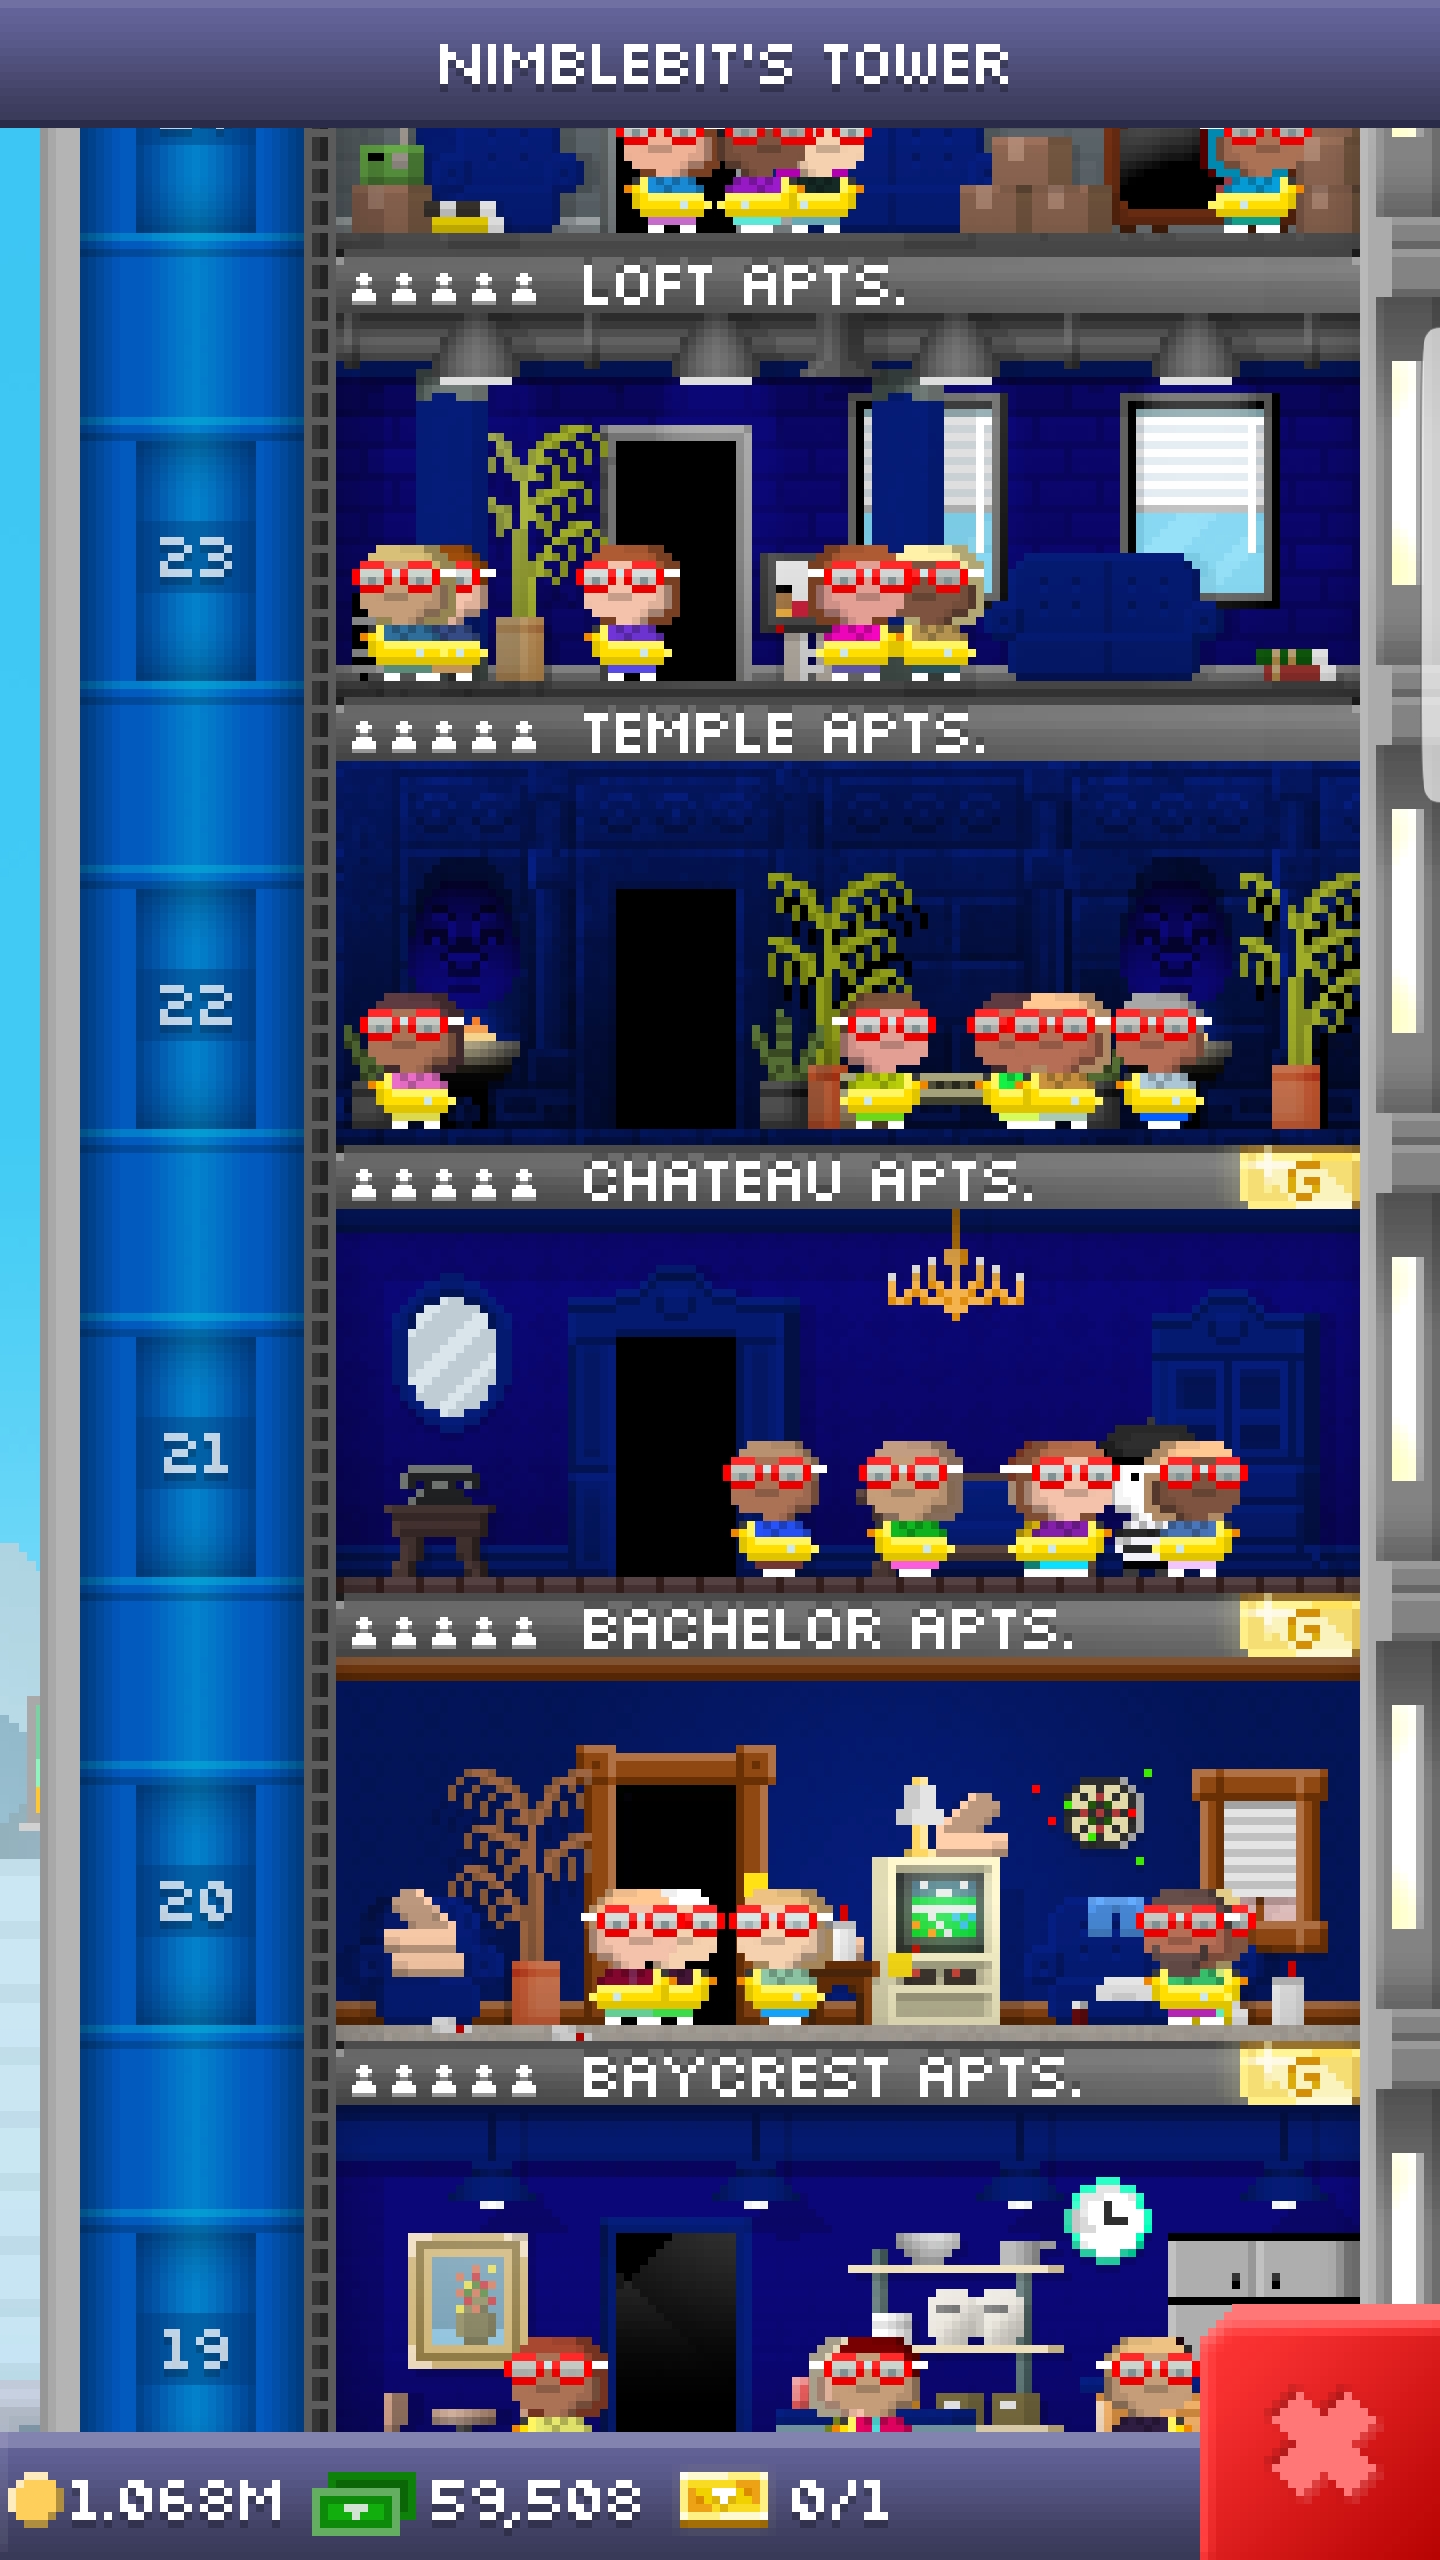 NIMBLEBIT'S TOWER
LOFT APTS.
23
TEMPLE APTS.
22
CHATEAU APTS. G
21
BACHELOR APTS. G
20
BAYCREST APTS. G
19
1.068M 59,508 0/1